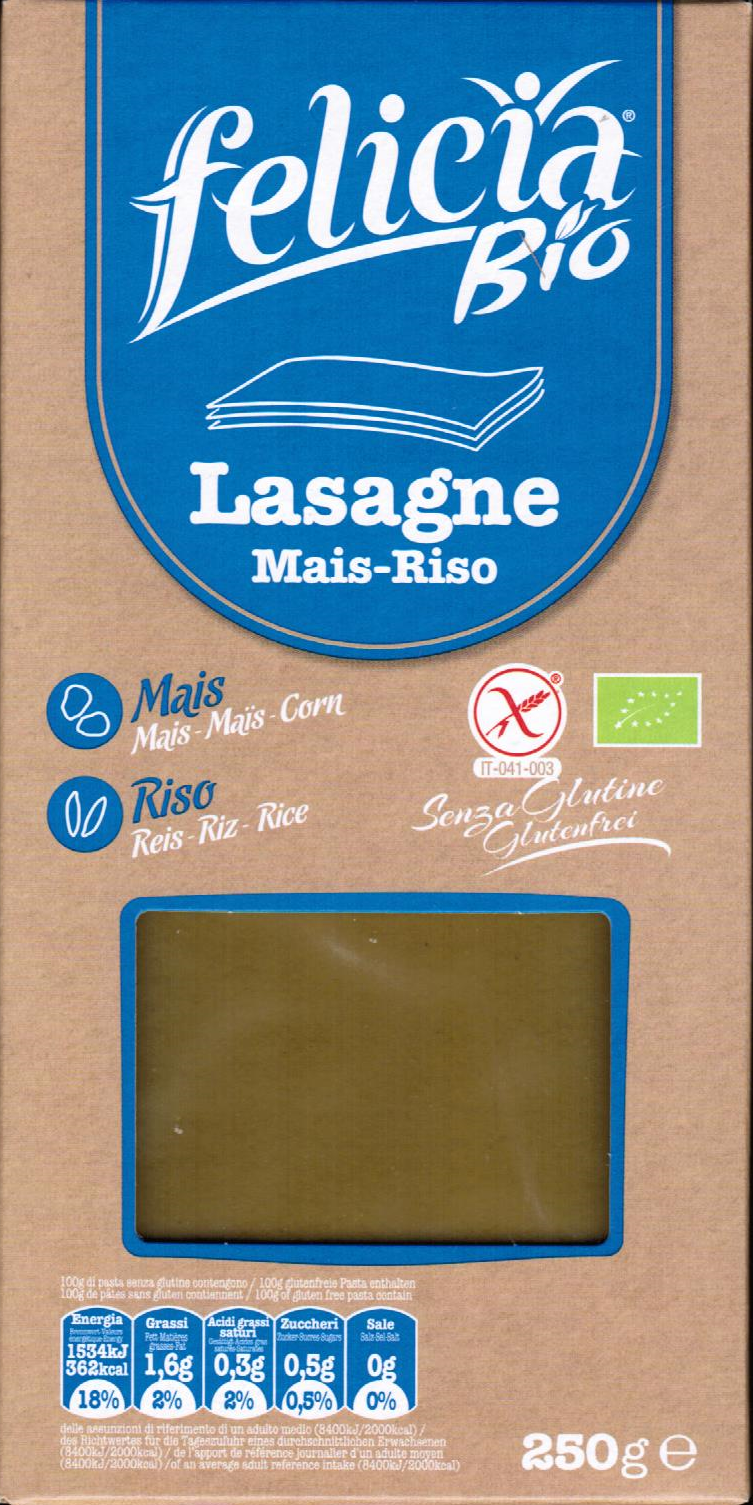 felicia®
Bio
Lasagne
Mais-Riso
Mais
Mais - Maïs - Corn
Riso
Reis - Riz - Rice
IT-041-003
Senza Glutine
Glutenfrei
100g di pasta senza glutine contengono / 100g glutenfreie Pasta enthalten
100g de pâtes sans gluten contiennent / 100g of gluten free pasta contain
Energia
1534kJ
362kcal
18%
Grassi
Fett-Matières
grasses-Fat
1,6g
2%
Acidi grassi
saturi
0,3g
2%
Zuccheri
Zucker-Sucres-Sugars
0,5g
0,5%
Sale
Salz-Sel-Salt
0g
0%
delle assunzioni di riferimento di un adulto medio (8400kJ/2000kcal) /
des Richtwertes für die Tageszufuhr eines durchschnittlichen Erwachsenen
(8400kJ/2000kcal) / de l'apport de référence journalier d'un adulte moyen
(8400kJ/2000kcal) /of an average adult reference intake (8400kJ/2000kcal)
250g ℮